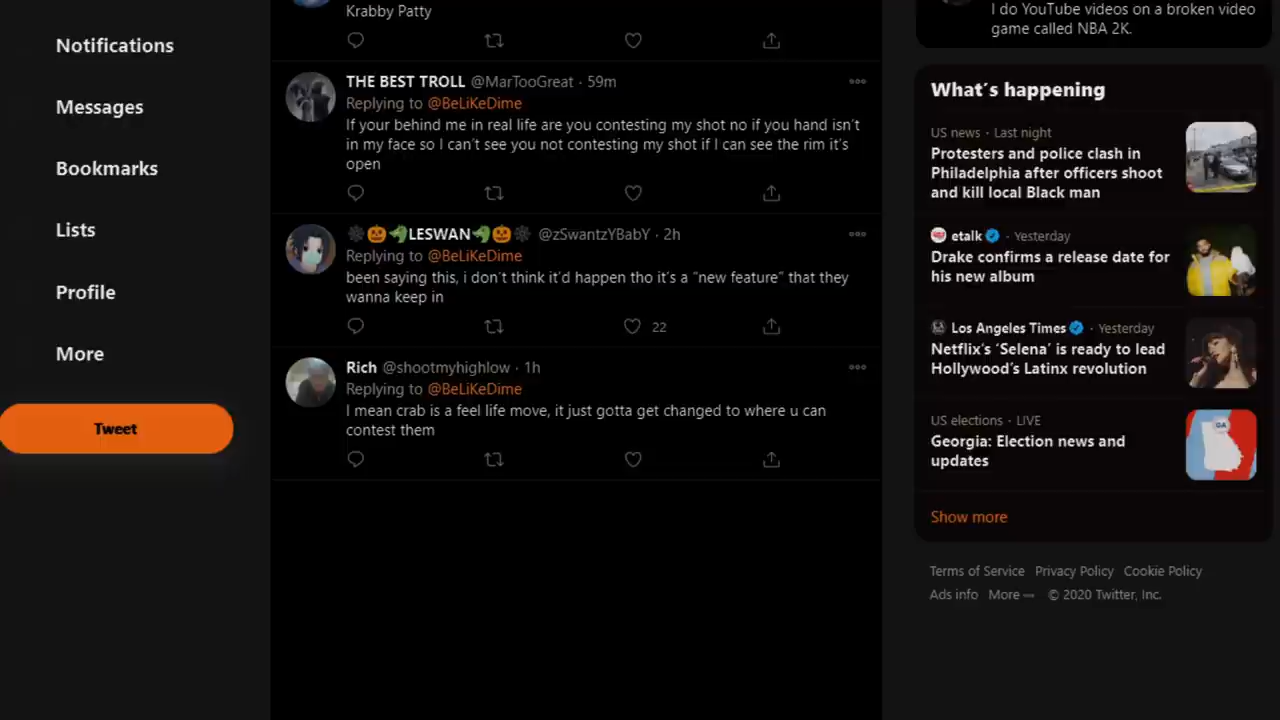 Notifications
Messages
Bookmarks
Lists
Profile
More
Tweet
Krabby Patty
THE BEST TROLL @MarTooGreat · 59m
Replying to @BeLiKeDime
If your behind me in real life are you contesting my shot no if you hand isn't
in my face so I can't see you not contesting my shot if I can see the rim it's
open
🕸🎃🐲LESWAN🐲🎃🕸 @zSwantzYBabY · 2h
Replying to @BeLiKeDime
been saying this, i don't think it'd happen tho it's a "new feature" that they
wanna keep in
22
Rich @shootmyhighlow · 1h
Replying to @BeLiKeDime
I mean crab is a feel life move, it just gotta get changed to where u can
contest them
I do YouTube videos on a broken video
game called NBA 2K.
What's happening
US news · Last night
Protesters and police clash in
Philadelphia after officers shoot
and kill local Black man
etalk · Yesterday
Drake confirms a release date for
his new album
Los Angeles Times · Yesterday
Netflix's 'Selena' is ready to lead
Hollywood's Latinx revolution
US elections · LIVE
Georgia: Election news and
updates
GA
Show more
Terms of Service Privacy Policy Cookie Policy
Ads info More © 2020 Twitter, Inc.